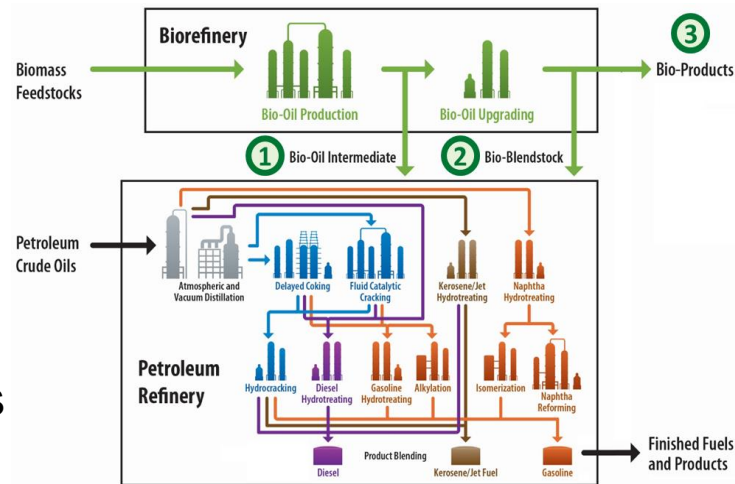 Biorefinery
3
Biomass
Feedstocks
Bio-Products
Bio-Oil Production
Bio-Oil Upgrading
1
Bio-Oil Intermediate
2
Bio-Blendstock
Petroleum
Crude Oils
Atmospheric and
Vacuum Distillation
Delayed Coking
Fluid Catalytic
Cracking
Kerosene/Jet
Hydrotreating
Naphtha
Hydrotreating
Petroleum
Refinery
Hydrocracking
Diesel
Hydrotreating
Gasoline
Hydrotreating
Alkylation
Isomerization
Naphtha
Reforming
s
Diesel
Product Blending
Kerosene/Jet Fuel
Gasoline
Finished Fuels
and Products